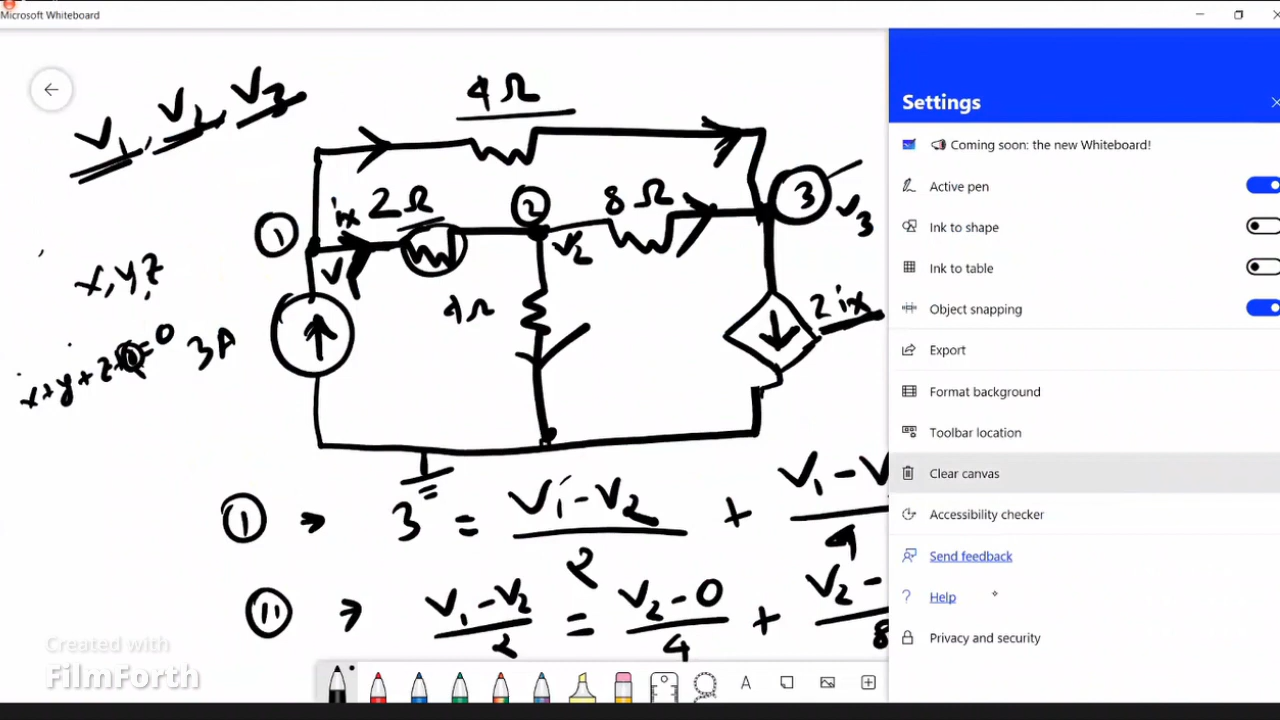 Microsoft Whiteboard
V1, V2, V3
4Ω
ix 2Ω
2
8Ω
3
V3
1
V2
x, y, z
4Ω
2ix
3A
x+y+z
=0
1 → 3 = V1-V2/2 + V1-V/4
11 → V1-V2/2 = V2-0/4 + V2-/8
Settings
Coming soon: the new Whiteboard!
Active pen
Ink to shape
Ink to table
Object snapping
Export
Format background
Toolbar location
Clear canvas
Accessibility checker
Send feedback
Help
Privacy and security
Created with
FilmForth